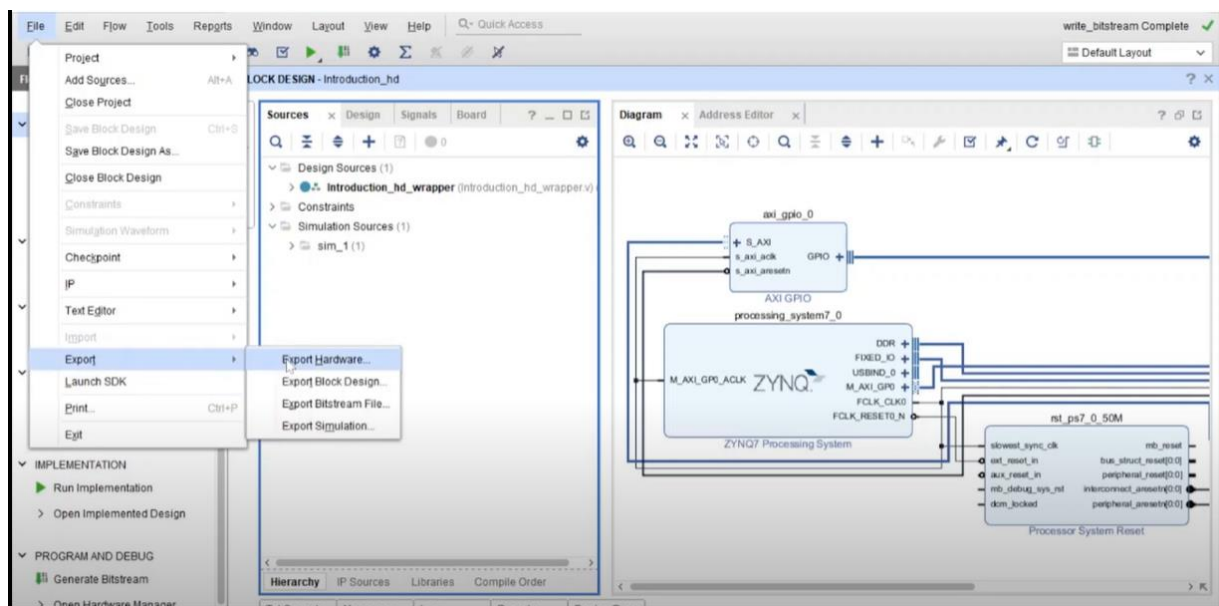 File Edit Flow Tools Reports Window Layout View Help Q- Quick Access
write_bitstream Complete
Default Layout
Project
Add Sources... Alt+A
Close Project
Save Block Design Ctrl+S
Save Block Design As...
Close Block Design
Constraints
Simulation Waveform
Checkpoint
IP
Text Editor
Import
Export
Launch SDK
Print... Ctrl+P
Exit
Export Hardware...
Export Block Design...
Export Bitstream File...
Export Simulation...
IMPLEMENTATION
Run Implementation
Open Implemented Design
PROGRAM AND DEBUG
Generate Bitstream
Open Hardware Manager
LOCK DESIGN - Introduction_hd
Sources Design Signals Board
0
Design Sources (1)
Introduction_hd_wrapper (Introduction_hd_wrapper.v)
Constraints
Simulation Sources (1)
sim_1 (1)
Hierarchy IP Sources Libraries Compile Order
Diagram Address Editor
axi_gpio_0
S_AXI
s_axi_aclk GPIO
s_axi_aresetn
AXI GPIO
processing_system7_0
DDR
FIXED_IO
USBIND_0
M_AXI_GP0_ACLK ZYNQ M_AXI_GP0
FCLK_CLK0
FCLK_RESET0_N
ZYNQ7 Processing System
rst_ps7_0_50M
slowest_sync_clk mb_reset
ext_reset_in bus_struct_reset[0:0]
aux_reset_in peripheral_reset[0:0]
mb_debug_sys_rst interconnect_aresetn[0:0]
dcm_locked peripheral_aresetn[0:0]
Processor System Reset